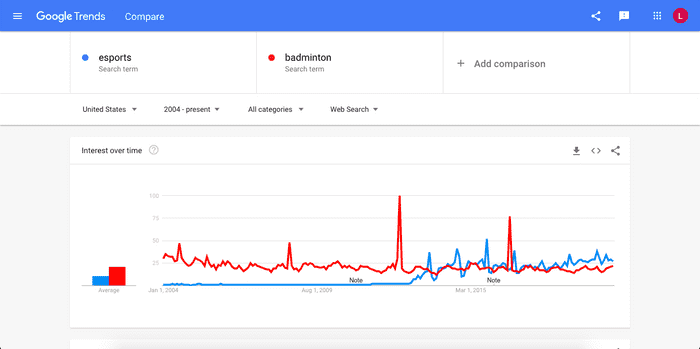 Google Trends Compare
L
esports
Search term
badminton
Search term
+ Add comparison
United States
2004 - present
All categories
Web Search
Interest over time
?
100
75
50
25
Note
Note
Average
Jan 1, 2004
Aug 1, 2009
Mar 1, 2015